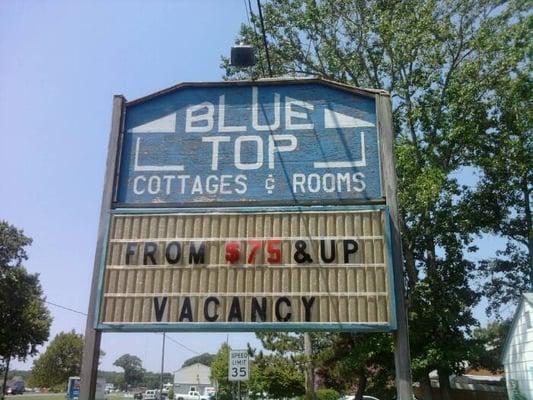 BLUE
TOP
COTTAGES & ROOMS
FROM $75 & UP
VACANCY
SPEED
LIMIT
35